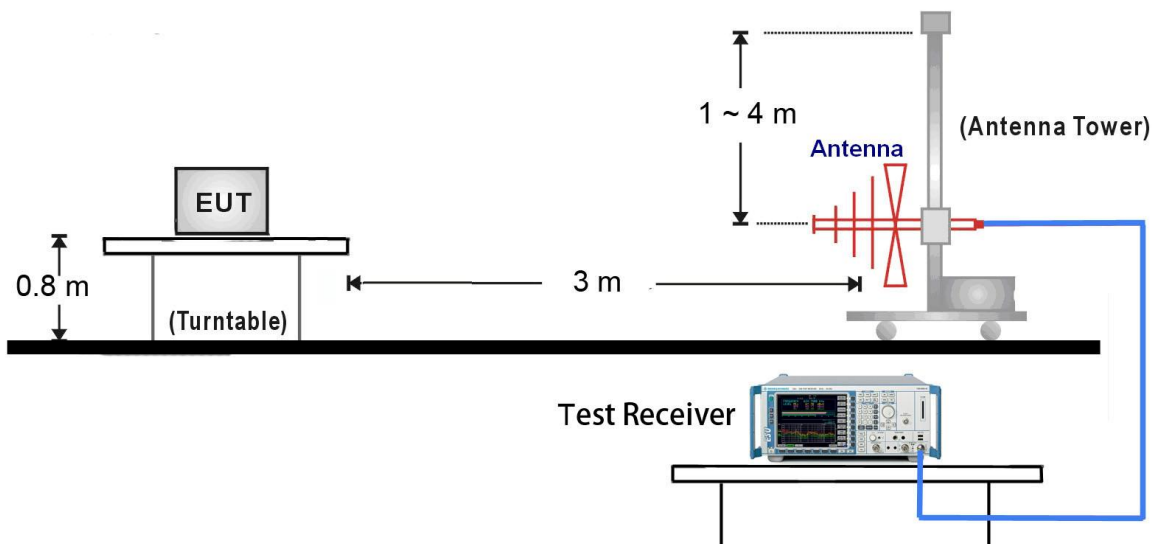 1 ~ 4 m
(Antenna Tower)
Antenna
EUT
0.8 m
3 m
(Turntable)
Test Receiver